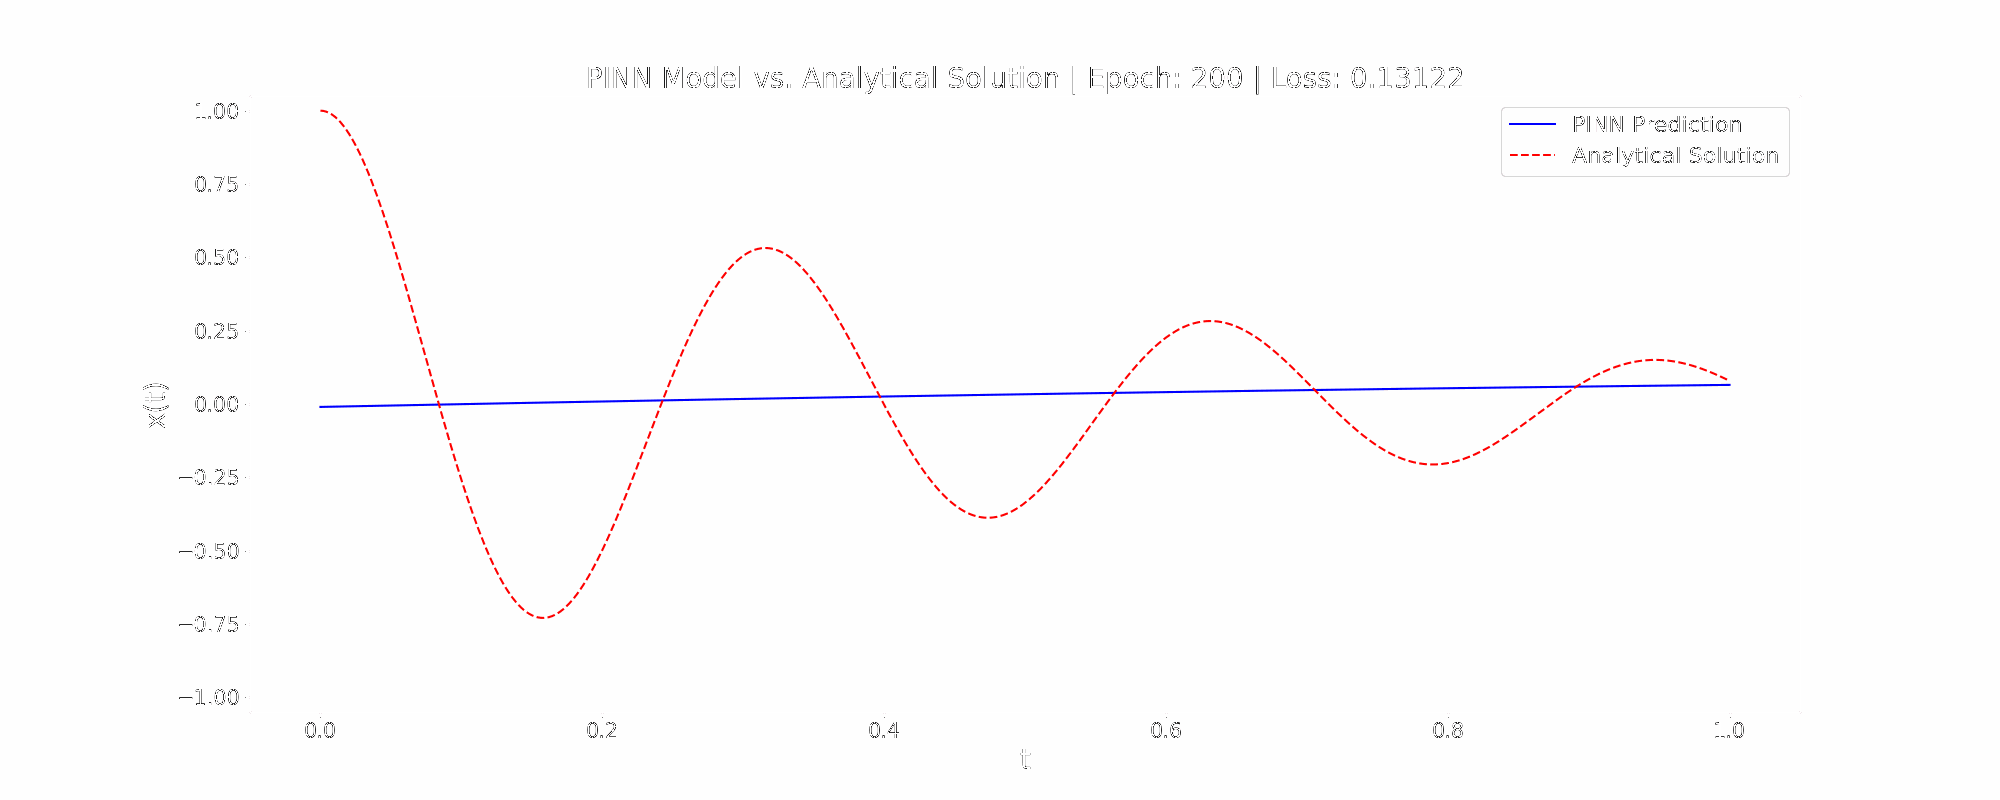 PINN Model vs. Analytical Solution | Epoch: 200 | Loss: 0.13122
PINN Prediction
Analytical Solution
1.00
0.75
0.50
0.25
0.00
−0.25
−0.50
−0.75
−1.00
x(t)
0.0 0.2 0.4 0.6 0.8 1.0
t